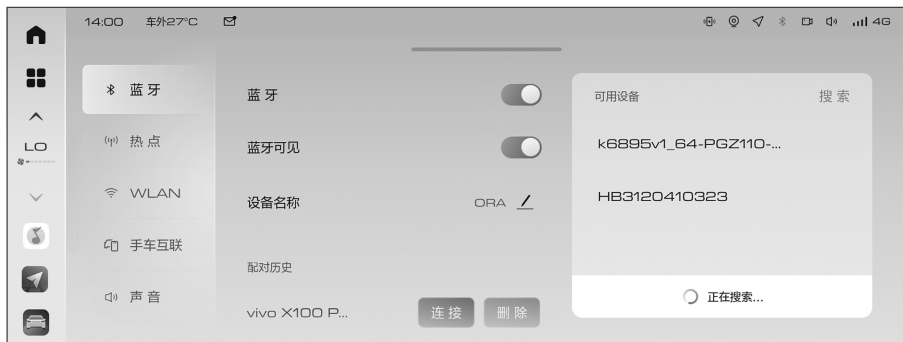 14:00 车外27°C
4G
LO
蓝牙
热点
WLAN
手车互联
声音
蓝牙
蓝牙可见
设备名称 ORA
配对历史
vivo X100 P... 连接 删除
可用设备 搜索
k6895v1_64-PGZ110-...
HB3120410323
正在搜索...